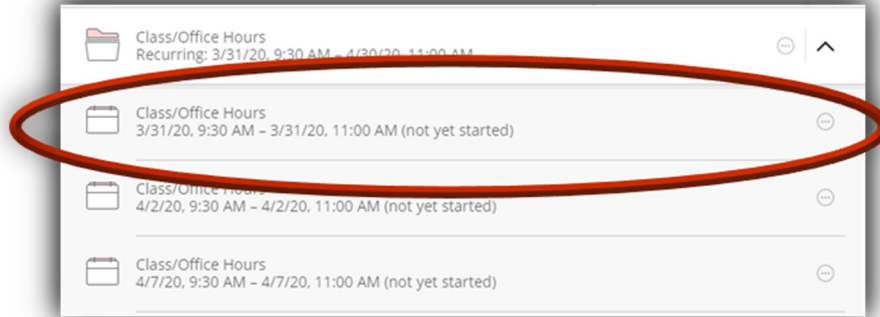 Class/Office Hours
Recurring: 3/31/20, 9:30 AM – 4/30/20, 11:00 AM
Class/Office Hours
3/31/20, 9:30 AM – 3/31/20, 11:00 AM (not yet started)
Class/Office Hours
4/2/20, 9:30 AM – 4/2/20, 11:00 AM (not yet started)
Class/Office Hours
4/7/20, 9:30 AM – 4/7/20, 11:00 AM (not yet started)